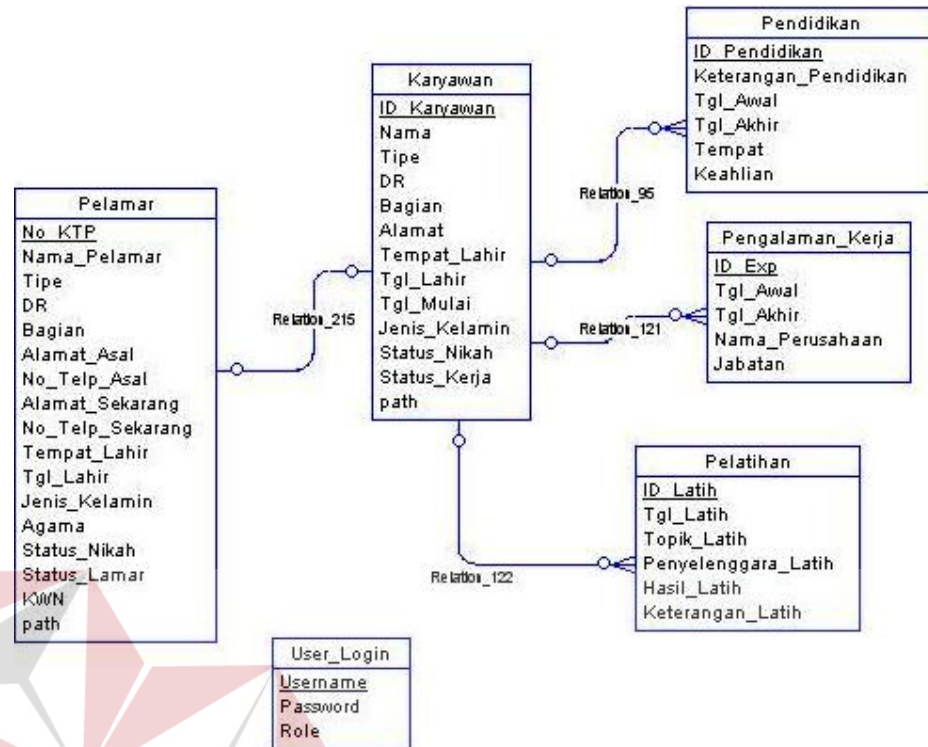 Pendidikan
ID_Pendidikan
Keterangan_Pendidikan
Tgl_Awal
Tgl_Akhir
Tempat
Keahlian
Karyawan
ID_Karyawan
Nama
Tipe
DR
Bagian
Alamat
Tempat_Lahir
Tgl_Lahir
Tgl_Mulai
Jenis_Kelamin
Status_Nikah
Status_Kerja
path
Relation_95
Pengalaman_Kerja
ID_Exp
Tgl_Awal
Tgl_Akhir
Nama_Perusahaan
Jabatan
Relation_121
Pelamar
No_KTP
Nama_Pelamar
Tipe
DR
Bagian
Alamat_Asal
No_Telp_Asal
Alamat_Sekarang
No_Telp_Sekarang
Tempat_Lahir
Tgl_Lahir
Jenis_Kelamin
Agama
Status_Nikah
Status_Lamar
KWN
path
Relation_215
Pelatihan
ID_Latih
Tgl_Latih
Topik_Latih
Penyelenggara_Latih
Hasil_Latih
Keterangan_Latih
Relation_122
User_Login
Username
Password
Role